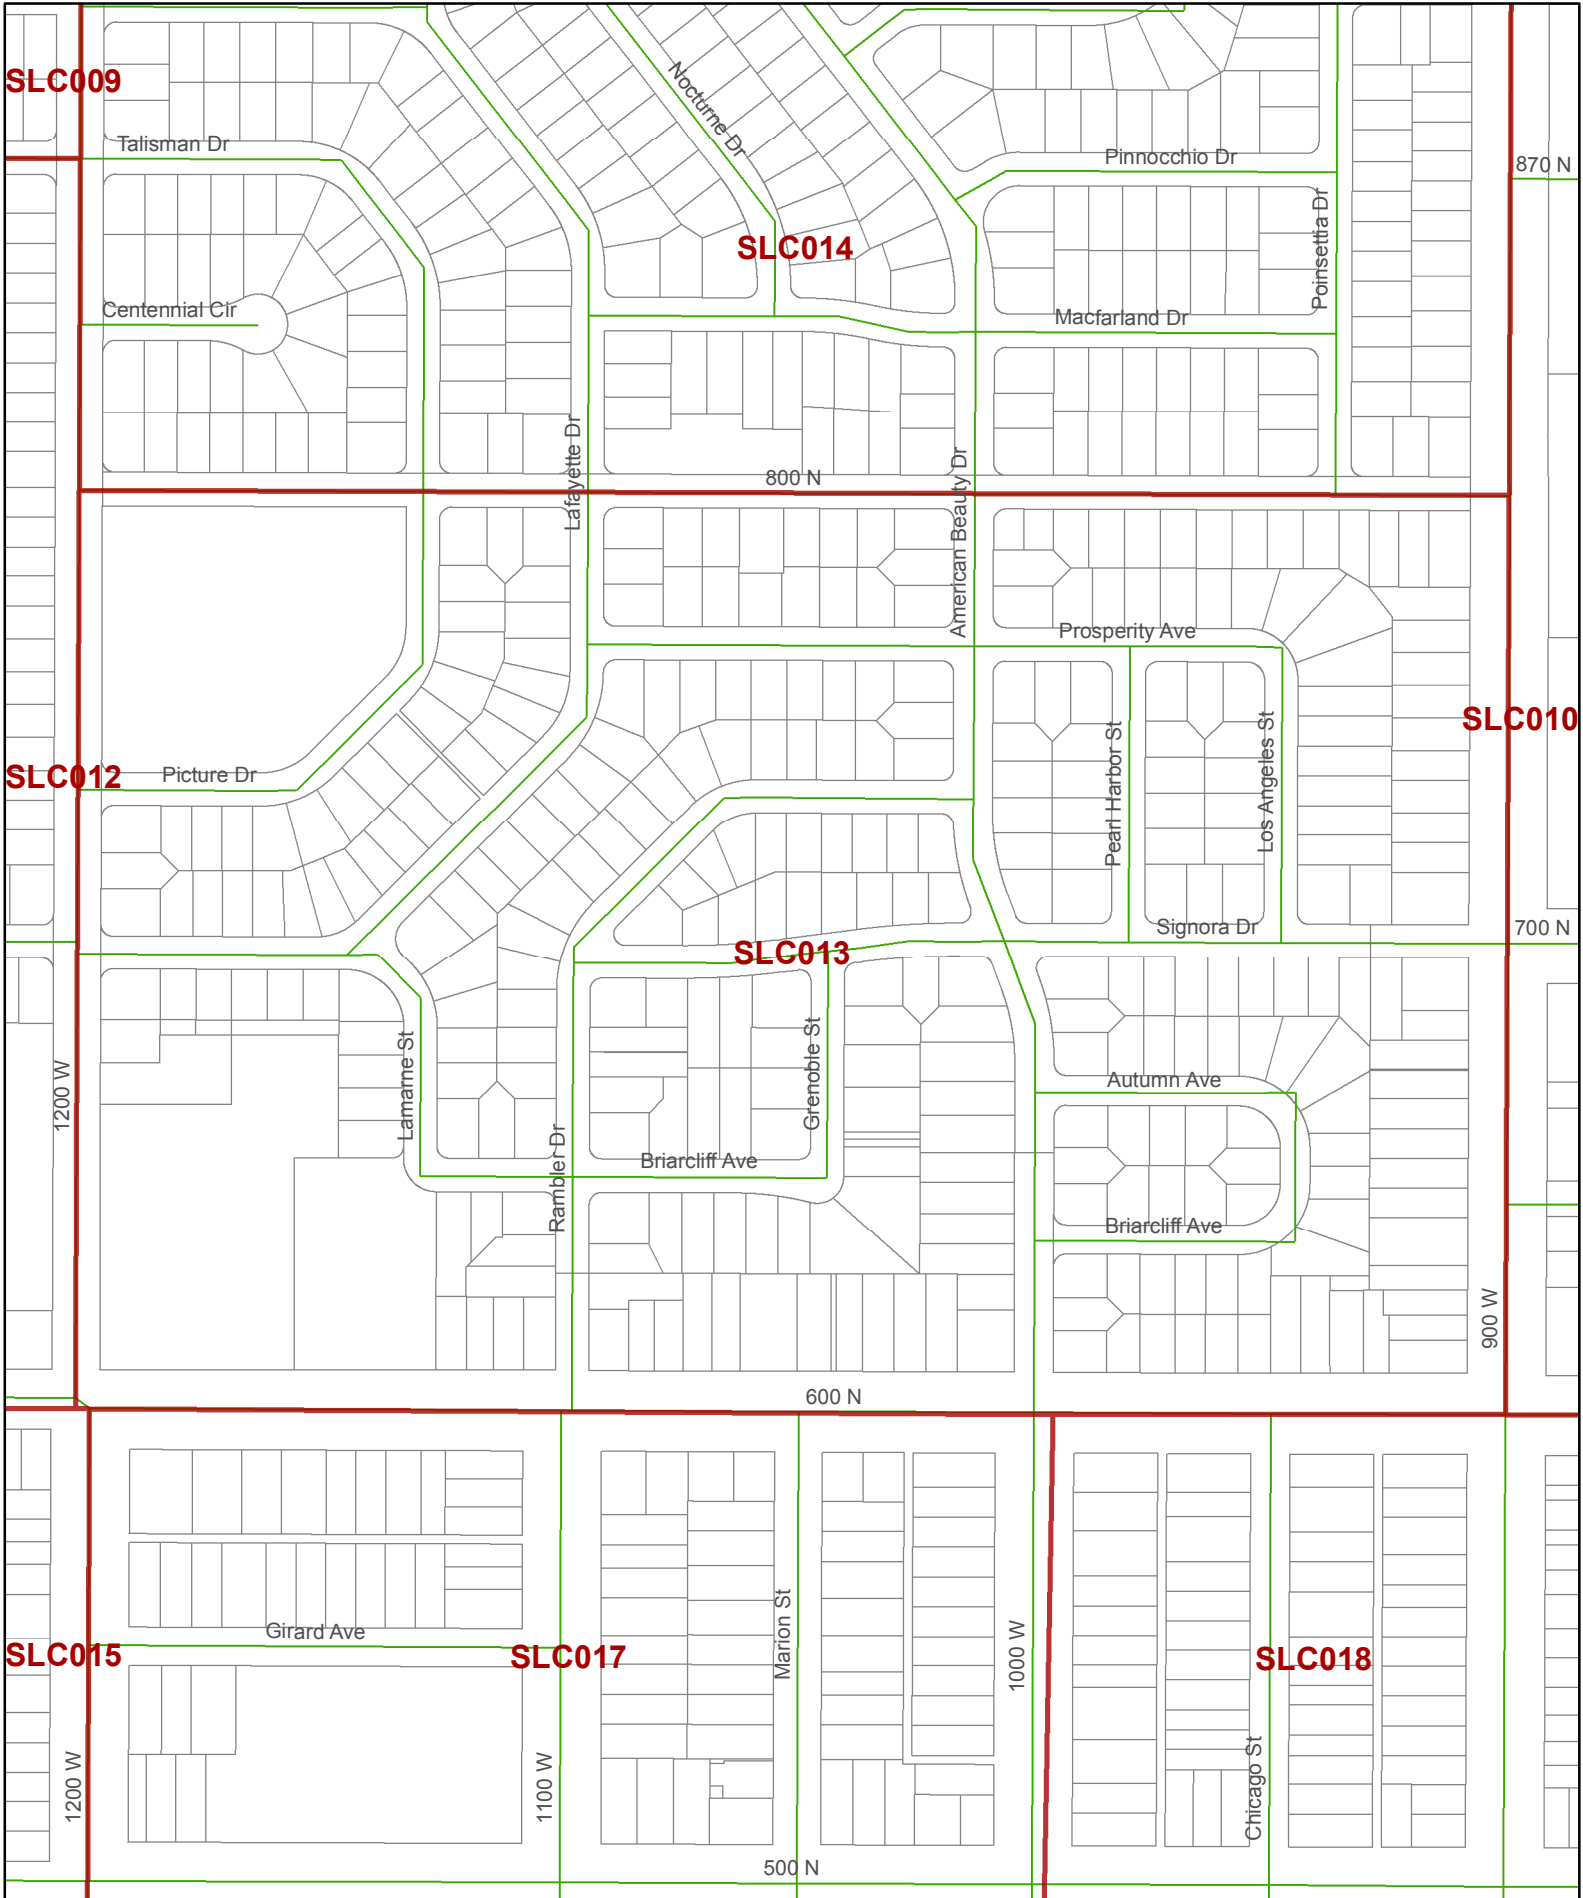 SLC009
Nocturne Dr
Talisman Dr
Pinnocchio Dr
870 N
Poinsettia Dr
SLC014
Centennial Cir
Macfarland Dr
Lafayette Dr
American Beauty Dr
800 N
Prosperity Ave
SLC010
Pearl Harbor St
Los Angeles St
SLC012
Picture Dr
Signora Dr
700 N
SLC013
Grenoble St
Lamarne St
1200 W
Autumn Ave
Rambler Dr
Briarcliff Ave
Briarcliff Ave
900 W
600 N
Marion St
Girard Ave
1000 W
SLC015
SLC017
SLC018
1200 W
1100 W
Chicago St
500 N